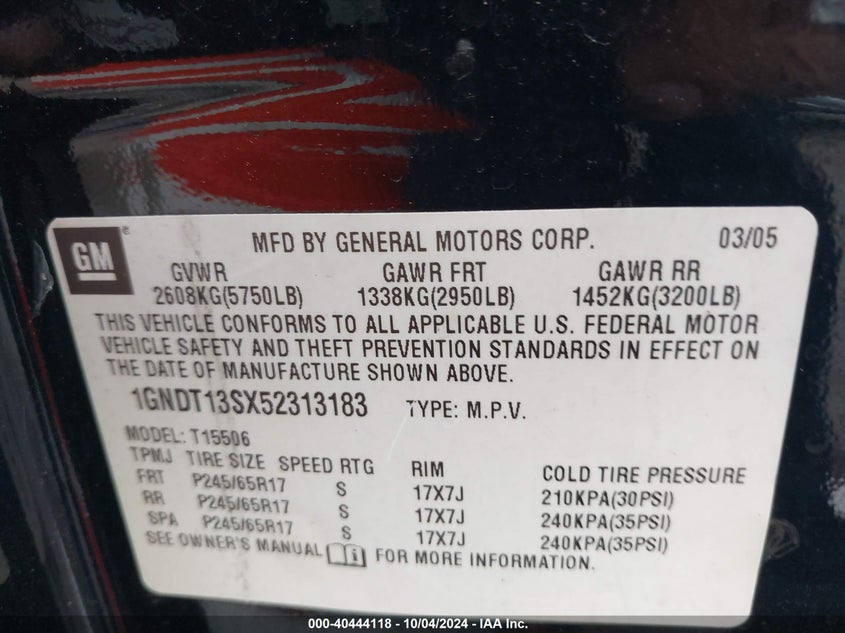 GM®
MFD BY GENERAL MOTORS CORP. 03/05
GVWR GAWR FRT GAWR RR
2608KG(5750LB) 1338KG(2950LB) 1452KG(3200LB)
THIS VEHICLE CONFORMS TO ALL APPLICABLE U.S. FEDERAL MOTOR
VEHICLE SAFETY AND THEFT PREVENTION STANDARDS IN EFFECT ON
THE DATE OF MANUFACTURE SHOWN ABOVE.
1GNDT13SX52313183 TYPE: M.P.V.
MODEL: T15506
TPMJ TIRE SIZE SPEED RTG RIM COLD TIRE PRESSURE
FRT P245/65R17 S 17X7J 210KPA(30PSI)
RR P245/65R17 S 17X7J 240KPA(35PSI)
SPA P245/65R17 S 17X7J 240KPA(35PSI)
SEE OWNER'S MANUAL i FOR MORE INFORMATION.
000-40444118 - 10/04/2024 - IAA Inc.